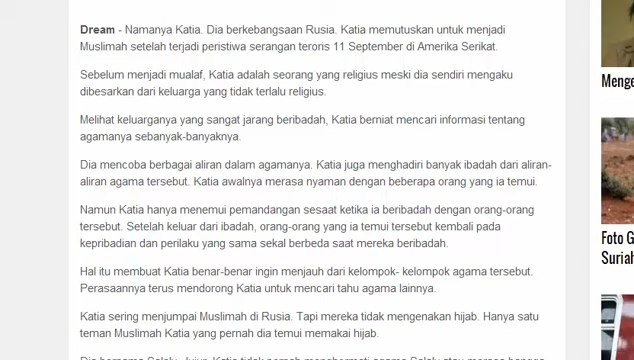 Dream - Namanya Katia. Dia berkebangsaan Rusia. Katia memutuskan untuk menjadi
Muslimah setelah terjadi peristiwa serangan teroris 11 September di Amerika Serikat.
Sebelum menjadi mualaf, Katia adalah seorang yang religius meski dia sendiri mengaku
dibesarkan dari keluarga yang tidak terlalu religius.
Melihat keluarganya yang sangat jarang beribadah, Katia berniat mencari informasi tentang
agamanya sebanyak-banyaknya.
Dia mencoba berbagai aliran dalam agamanya. Katia juga menghadiri banyak ibadah dari aliran-
aliran agama tersebut. Katia awalnya merasa nyaman dengan beberapa orang yang ia temui.
Namun Katia hanya menemui pemandangan sesaat ketika ia beribadah dengan orang-orang
tersebut. Setelah keluar dari ibadah, orang-orang yang ia temui tersebut kembali pada
kepribadian dan perilaku yang sama sekal berbeda saat mereka beribadah.
Hal itu membuat Katia benar-benar ingin menjauh dari kelompok- kelompok agama tersebut.
Perasaannya terus mendorong Katia untuk mencari tahu agama lainnya.
Katia sering menjumpai Muslimah di Rusia. Tapi mereka tidak mengenakan hijab. Hanya satu
teman Muslimah Katia yang pernah dia temui memakai hijab.
Menge
Foto G
Suriah